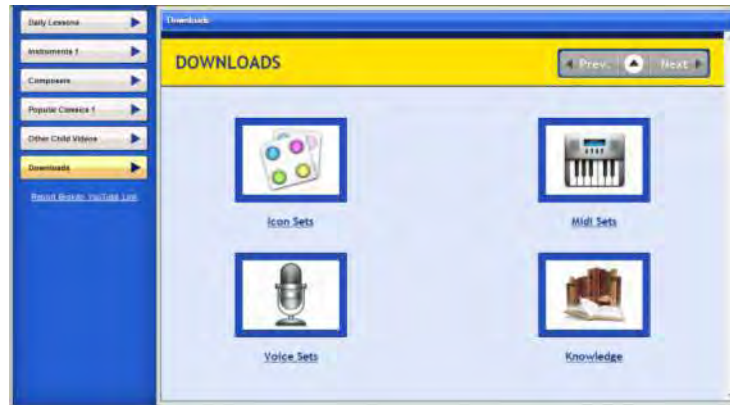 Daily Lessons
Instruments 1
Composers
Popular Classics 1
Other Child Videos
Downloads
Report Broken YouTube Link
Downloads
DOWNLOADS
Prev. Next
Icon Sets
Midi Sets
Voice Sets
Knowledge